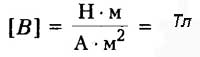 [B] = Н · м / А · м² = Тл